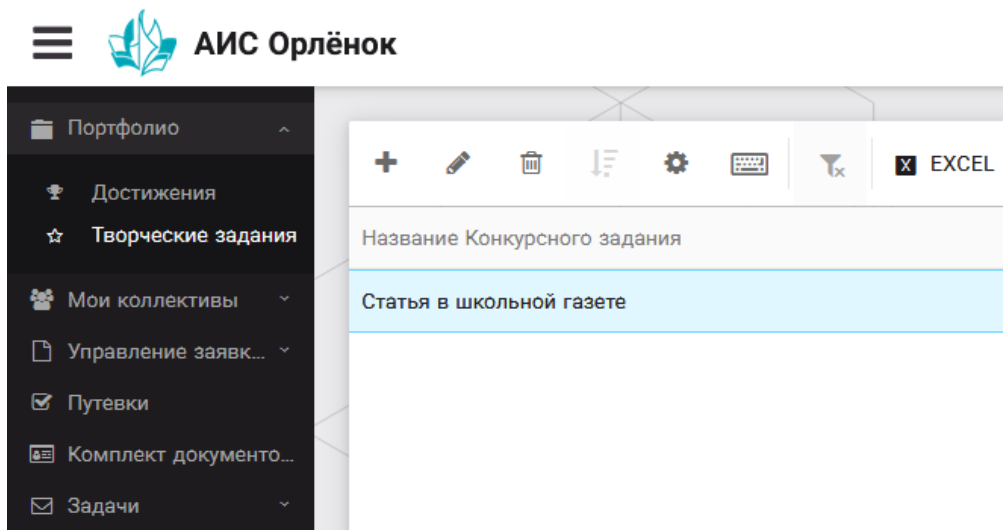 АИС Орлёнок
Портфолио
Достижения
Творческие задания
Мои коллективы
Управление заявк...
Путевки
Комплект документо...
Задачи
X EXCEL
Название Конкурсного задания
Статья в школьной газете